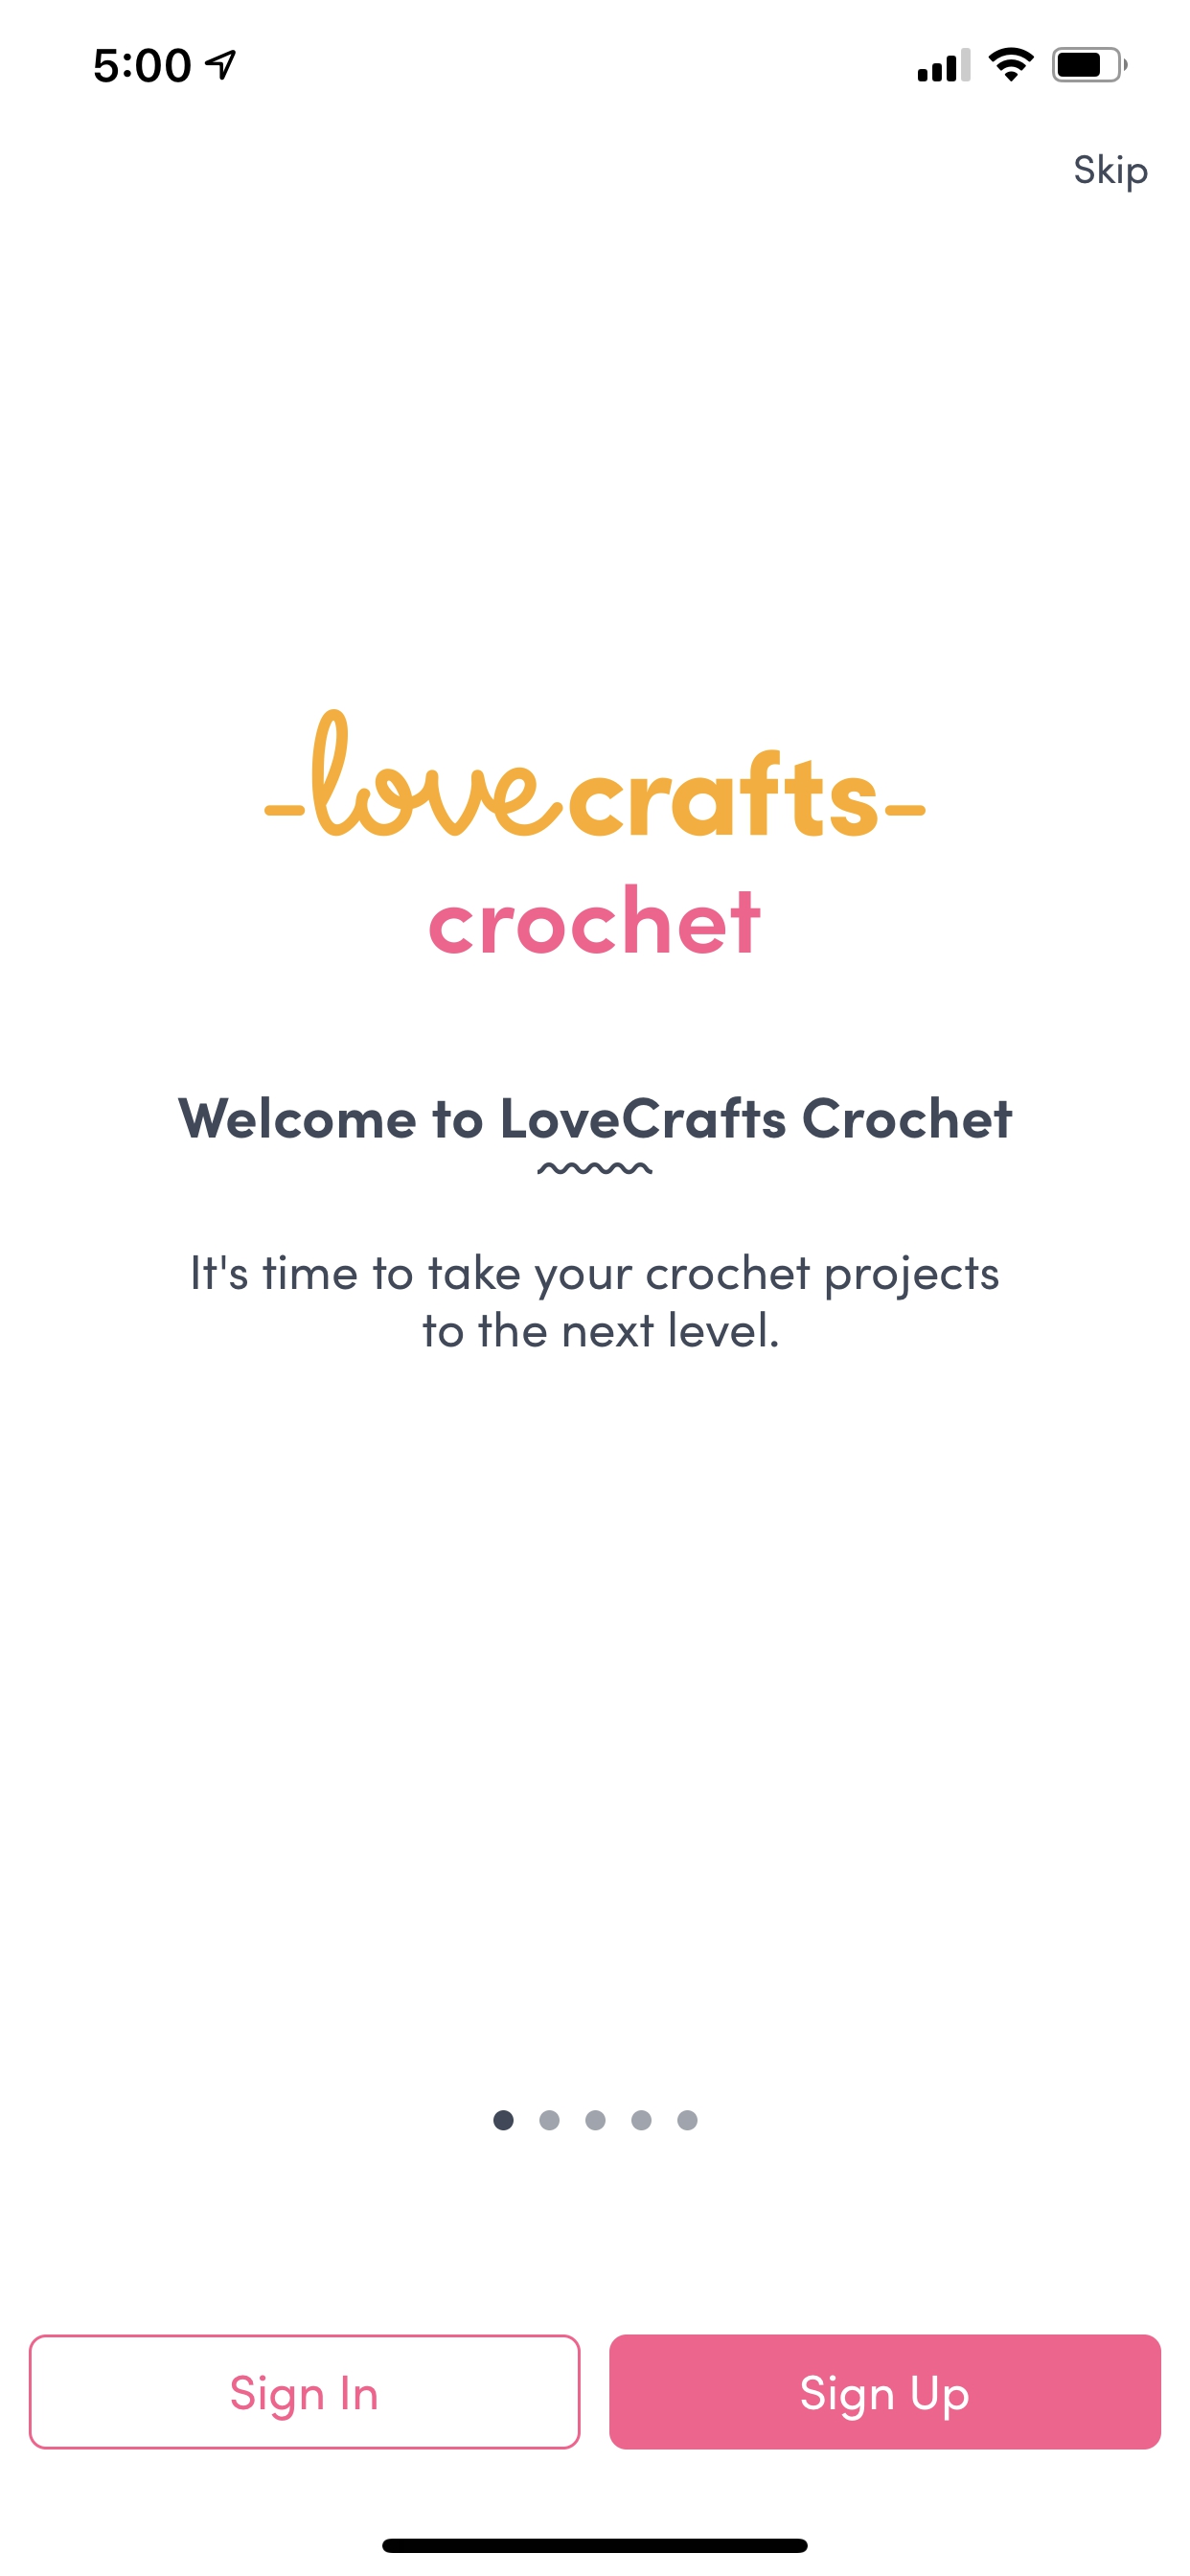 5:00
Skip
-lovecrafts-
crochet
Welcome to LoveCrafts Crochet
It's time to take your crochet projects
to the next level.
Sign In
Sign Up